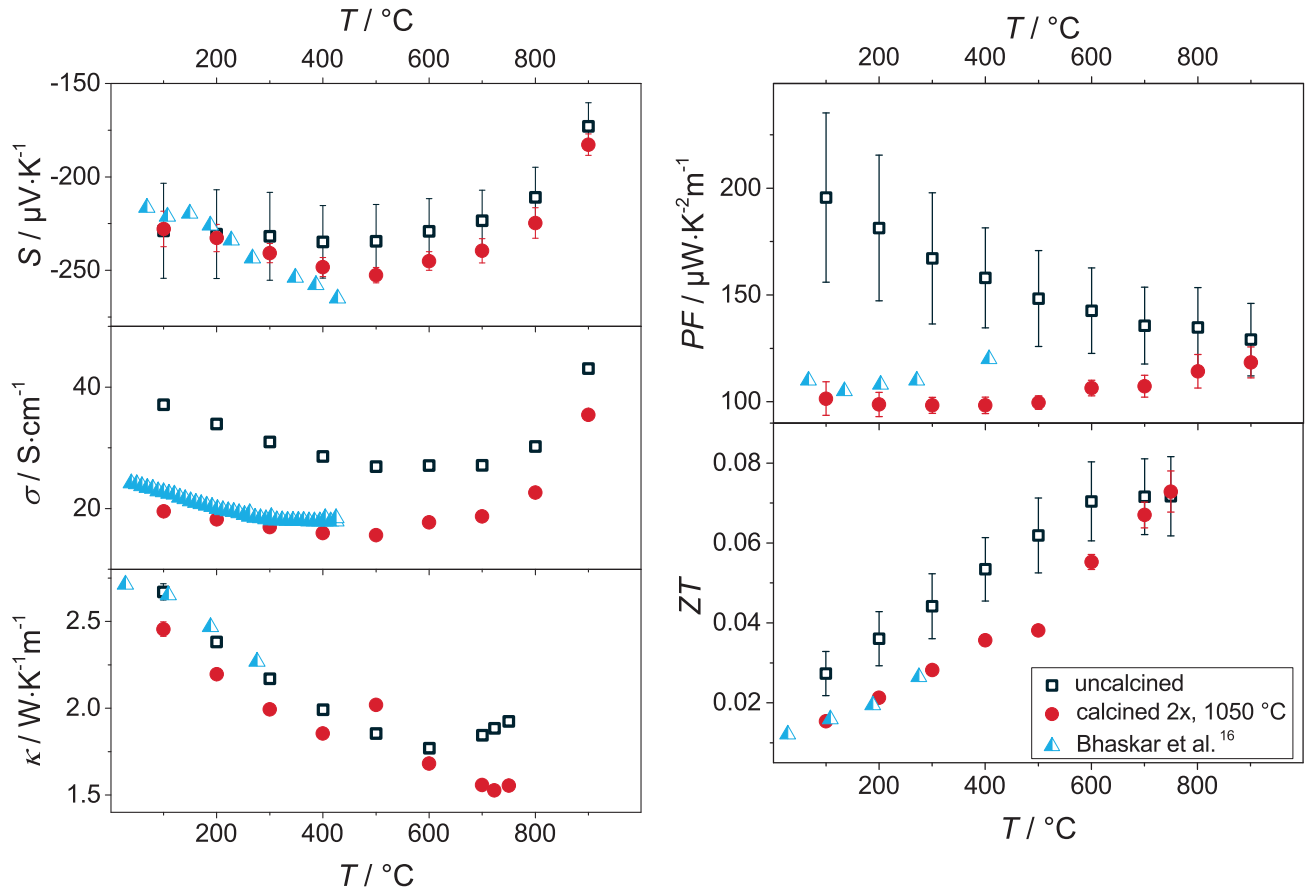 T / °C
200 400 600 800
-150
-200
-250
S / µV·K-1
40
20
σ / S·cm-1
2.5
2.0
1.5
κ / W·K-1m-1
200 400 600 800
T / °C
T / °C
200 400 600 800
200
150
100
PF / µW·K-2m-1
0.08
0.06
0.04
0.02
ZT
uncalcined
calcined 2x, 1050 °C
Bhaskar et al. 16
200 400 600 800
T / °C